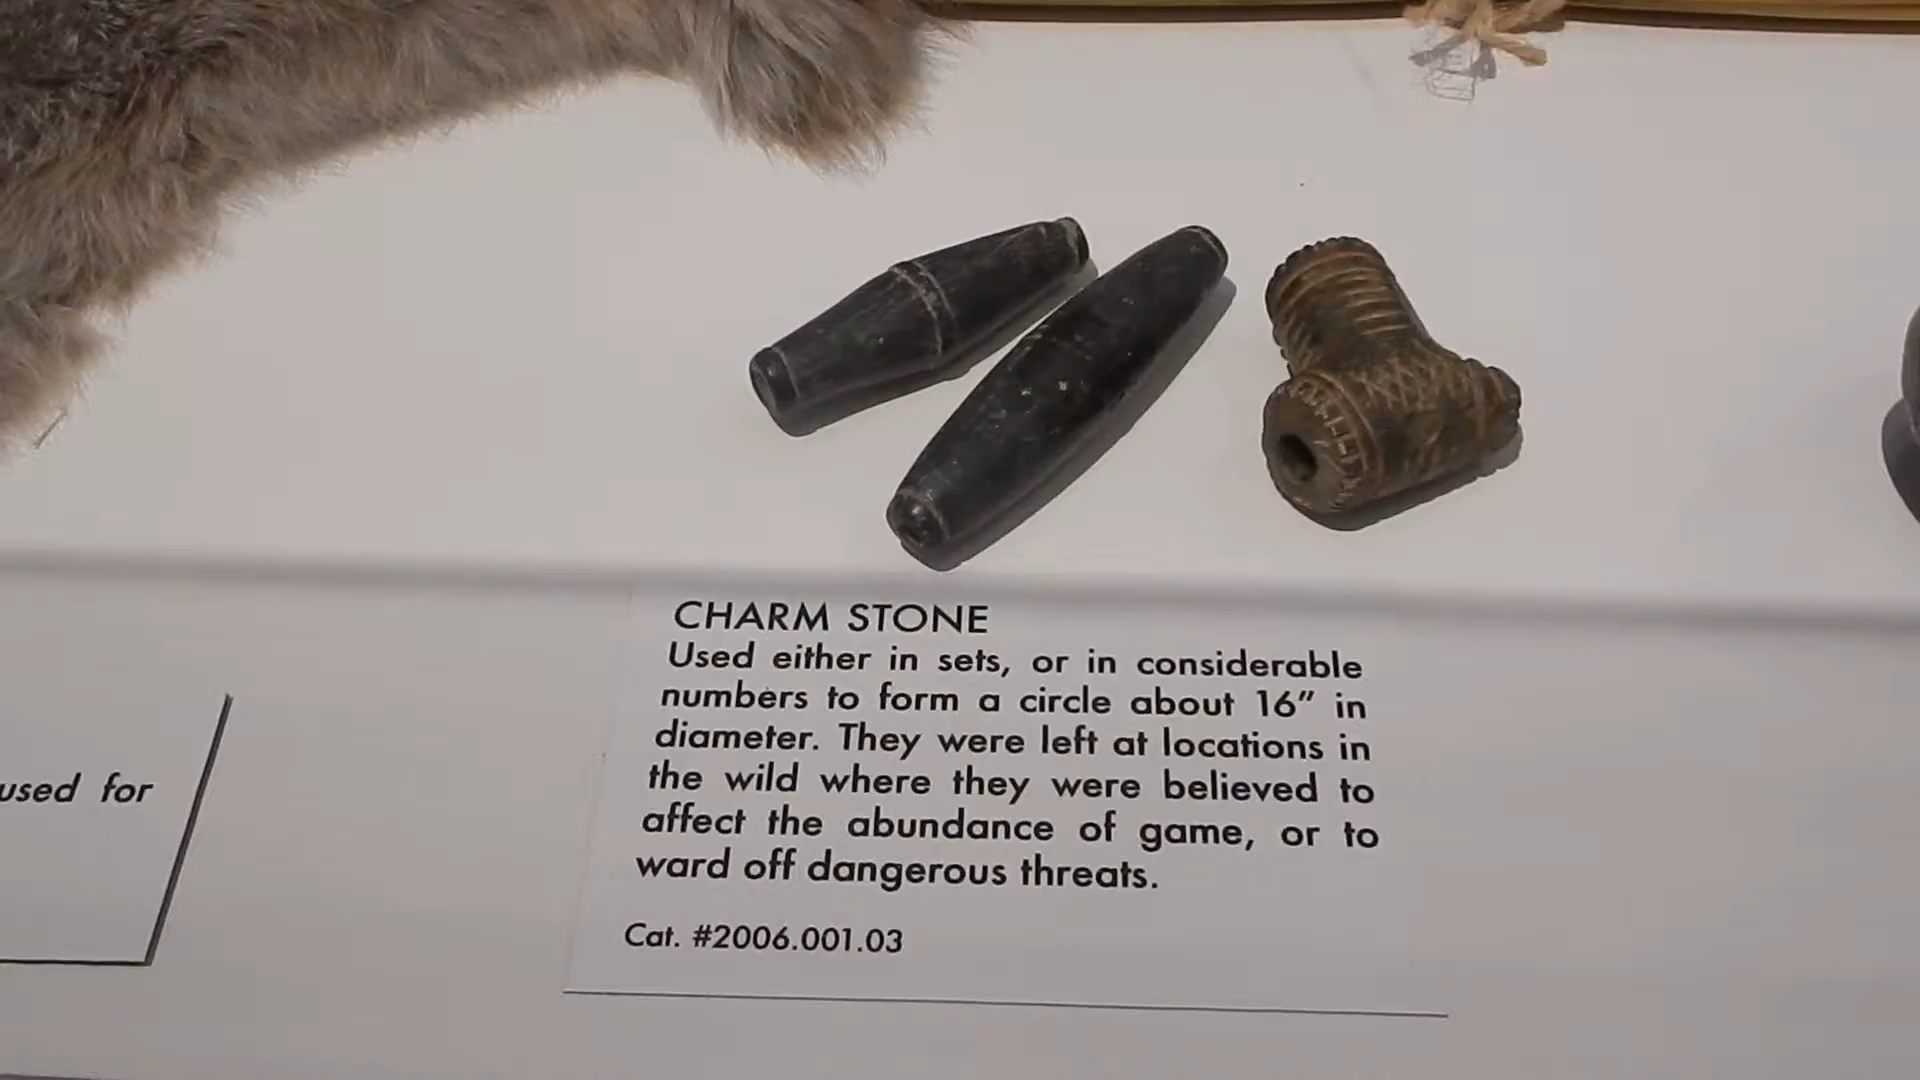 CHARM STONE
Used either in sets, or in considerable
numbers to form a circle about 16” in
diameter. They were left at locations in
the wild where they were believed to
affect the abundance of game, or to
ward off dangerous threats.
Cat. #2006.001.03
used for